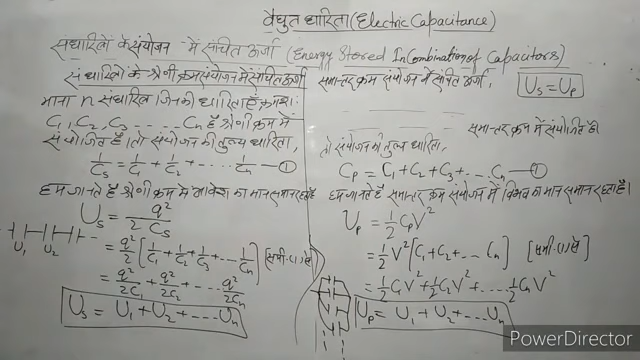 वैद्युत धारिता (Electric Capacitance)
संधारित्रों के संयोजन में संचित ऊर्जा (Energy Stored In Combination of Capacitors)
संधारित्रों के श्रेणीक्रम संयोजन में संचित ऊर्जा
माना n संधारित्र जिनकी धारिताएँ क्रमशः
C₁, C₂, C₃ ----- Cn है श्रेणी क्रम में
संयोजित है। तो संयोजन की तुल्य धारिता,
1/Cs = 1/C₁ + 1/C₂ + ---- 1/Cn —①
हम जानते है श्रेणी क्रम में आवेश का मान समान रहता है
Us = q²/2Cs
U₁ U₂
= q²/2 [1/C₁ + 1/C₂ + 1/C₃ + --- 1/Cn] [समी-(1) से]
= q²/2C₁ + q²/2C₂ + ---- q²/2Cn
Us = U₁ + U₂ + --- Un
समान्तर क्रम संयोजन में संचित ऊर्जा,
Us = Up
समान्तर क्रम में संयोजित है।
तो संयोजन की तुल्य धारिता,
Cp = C₁ + C₂ + C₃ + --- Cn —①
हम जानते है समान्तर क्रम संयोजन में विभव का मान समान रहता है।
Up = 1/2 CpV²
= 1/2 V² [C₁ + C₂ + --- Cn] [समी-(1) से]
= 1/2 C₁V² + 1/2 C₂V² + ---- 1/2 CnV²
Up = U₁ + U₂ + --- Un
PowerDirector